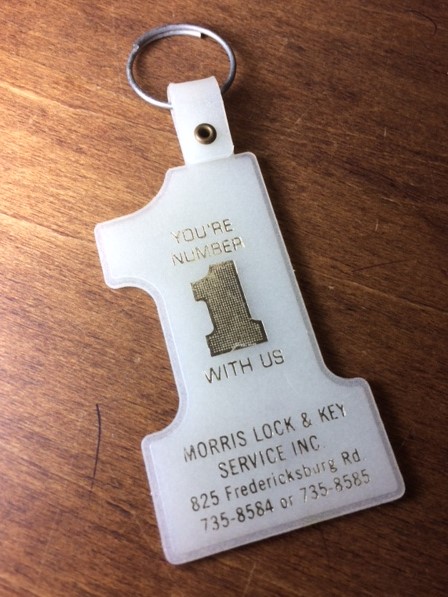 YOU'RE
NUMBER
1
WITH US
MORRIS LOCK & KEY
SERVICE INC
825 Fredericksburg Rd
735-8584 or 735-8585